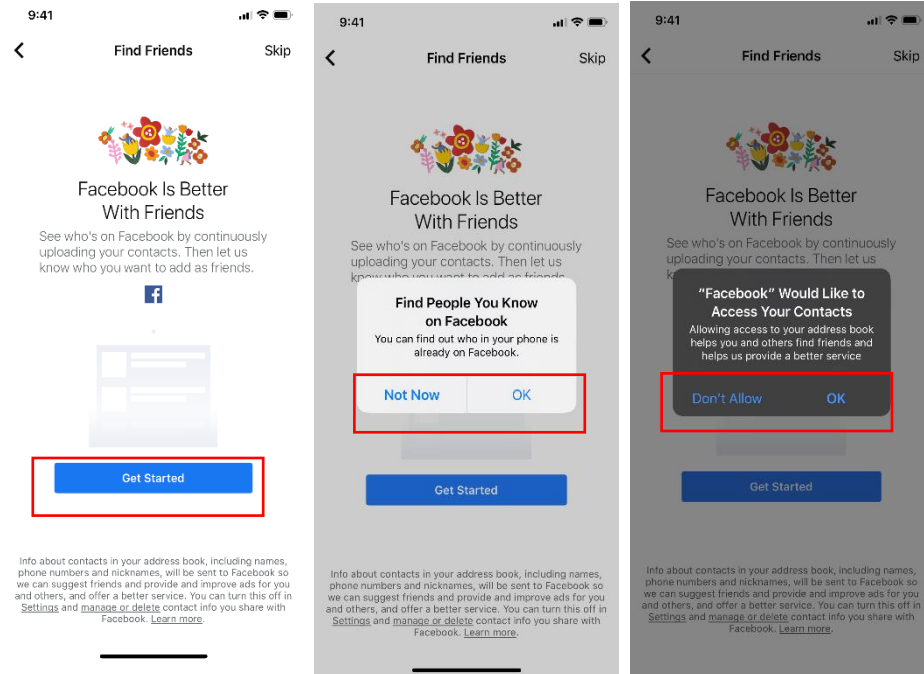 9:41
Find Friends
Skip
Facebook Is Better
With Friends
See who's on Facebook by continuously
uploading your contacts. Then let us
know who you want to add as friends.
Get Started
Info about contacts in your address book, including names,
phone numbers and nicknames, will be sent to Facebook so
we can suggest friends and provide and improve ads for you
and others, and offer a better service. You can turn this off in
Settings and manage or delete contact info you share with
Facebook. Learn more.
9:41
Find Friends
Skip
Facebook Is Better
With Friends
See who's on Facebook by continuously
uploading your contacts. Then let us
know who you want to add as friends.
Find People You Know
on Facebook
You can find out who in your phone is
already on Facebook.
Not Now
OK
Get Started
Info about contacts in your address book, including names,
phone numbers and nicknames, will be sent to Facebook so
we can suggest friends and provide and improve ads for you
and others, and offer a better service. You can turn this off in
Settings and manage or delete contact info you share with
Facebook. Learn more.
9:41
Find Friends
Skip
Facebook Is Better
With Friends
See who's on Facebook by continuously
uploading your contacts. Then let us
"Facebook" Would Like to
Access Your Contacts
Allowing access to your address book
helps you and others find friends and
helps us provide a better service
Don't Allow
OK
Get Started
Info about contacts in your address book, including names,
phone numbers and nicknames, will be sent to Facebook so
we can suggest friends and provide and improve ads for you
and others, and offer a better service. You can turn this off in
Settings and manage or delete contact info you share with
Facebook. Learn more.